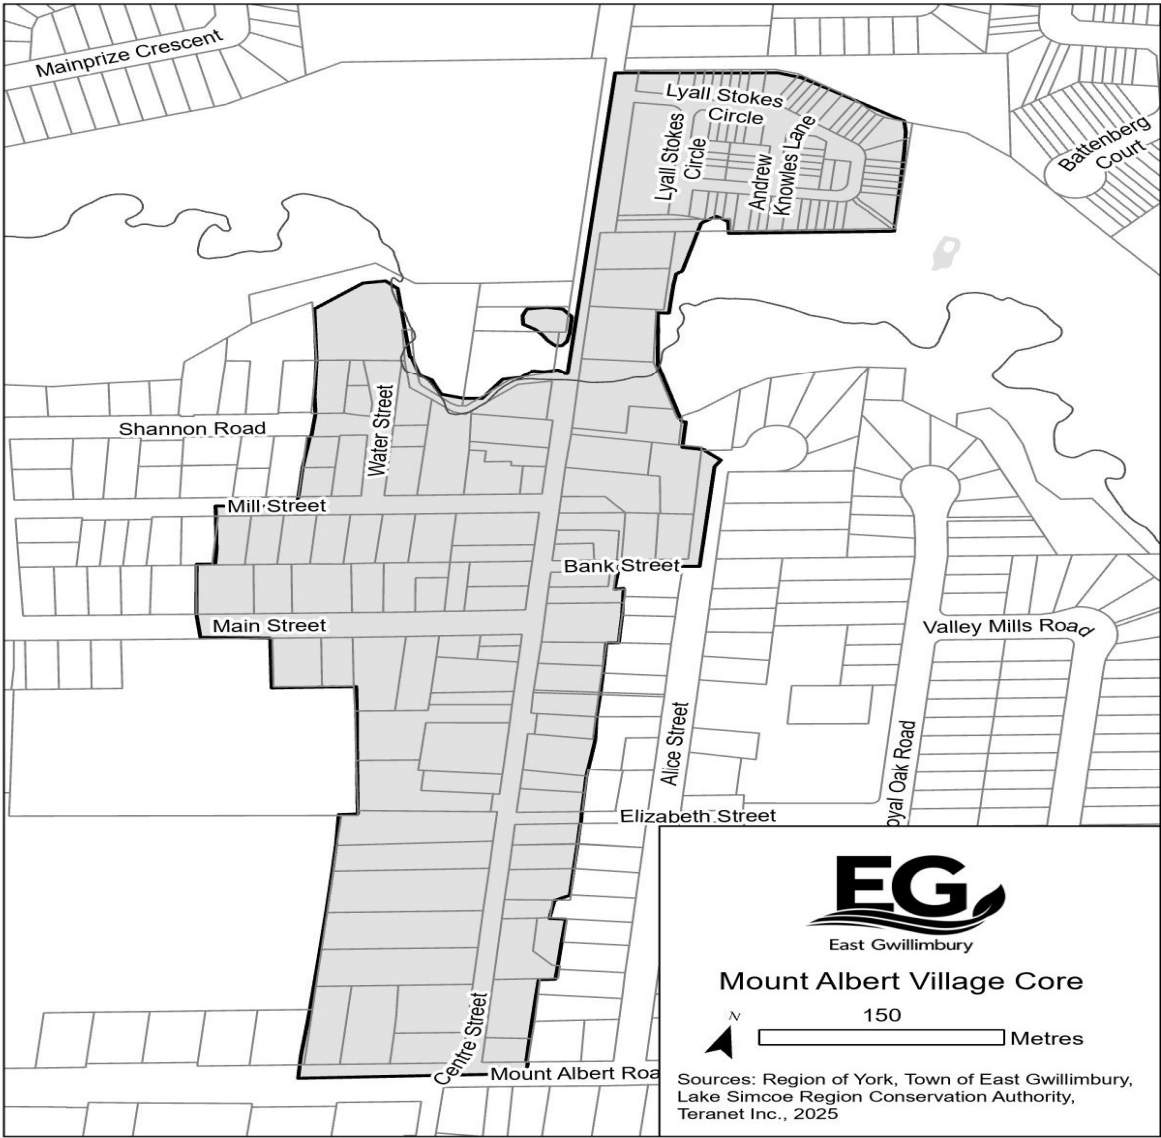 Mainprize Crescent
Lyall Stokes
Circle
Lyall Stokes
Circle
Andrew
Knowles Lane
Battenberg
Court
Shannon Road
Water Street
Mill Street
Bank Street
Main Street
Valley Mills Road
Alice Street
oyal Oak Road
Elizabeth Street
Centre Street
Mount Albert Roa
EG
East Gwillimbury
Mount Albert Village Core
N
150
Metres
Sources: Region of York, Town of East Gwillimbury,
Lake Simcoe Region Conservation Authority,
Teranet Inc., 2025